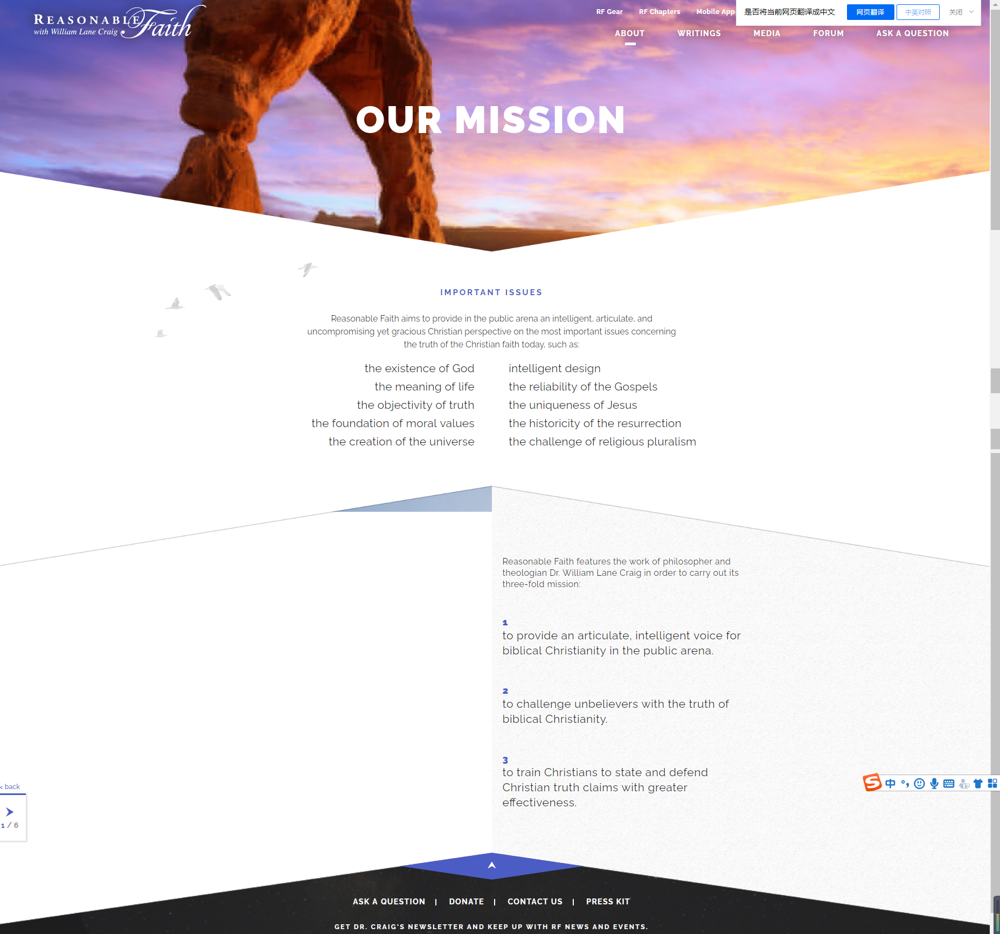 REASONABLE Faith
with William Lane Craig
RF Gear RF Chapters Mobile App
是否将当前网页翻译成中文 网页翻译 中英对照 关闭
ABOUT WRITINGS MEDIA FORUM ASK A QUESTION
OUR MISSION
IMPORTANT ISSUES
Reasonable Faith aims to provide in the public arena an intelligent, articulate, and
uncompromising yet gracious Christian perspective on the most important issues concerning
the truth of the Christian faith today, such as:
the existence of God
the meaning of life
the objectivity of truth
the foundation of moral values
the creation of the universe
intelligent design
the reliability of the Gospels
the uniqueness of Jesus
the historicity of the resurrection
the challenge of religious pluralism
Reasonable Faith features the work of philosopher and
theologian Dr. William Lane Craig in order to carry out its
three-fold mission:
1
to provide an articulate, intelligent voice for
biblical Christianity in the public arena.
2
to challenge unbelievers with the truth of
biblical Christianity.
3
to train Christians to state and defend
Christian truth claims with greater
effectiveness.
< back
1 / 6
S 中
ASK A QUESTION | DONATE | CONTACT US | PRESS KIT
GET DR. CRAIG'S NEWSLETTER AND KEEP UP WITH RF NEWS AND EVENTS.